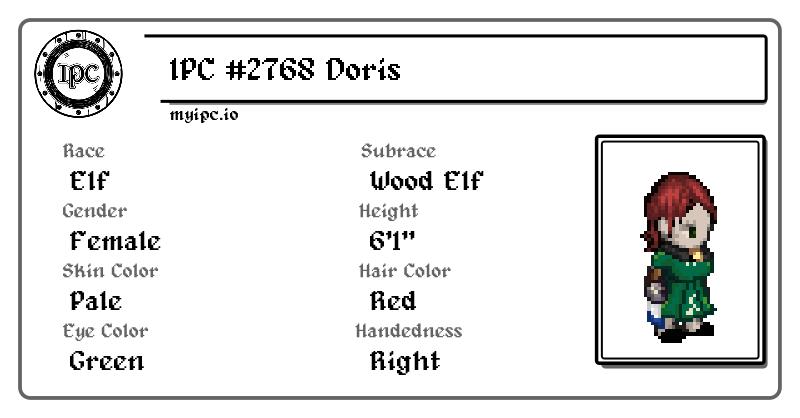 IPC
IPC #2768 Doris
myipc.io
Race
Elf
Subrace
Wood Elf
Gender
Female
Height
6'1"
Skin Color
Pale
Hair Color
Red
Eye Color
Green
Handedness
Right